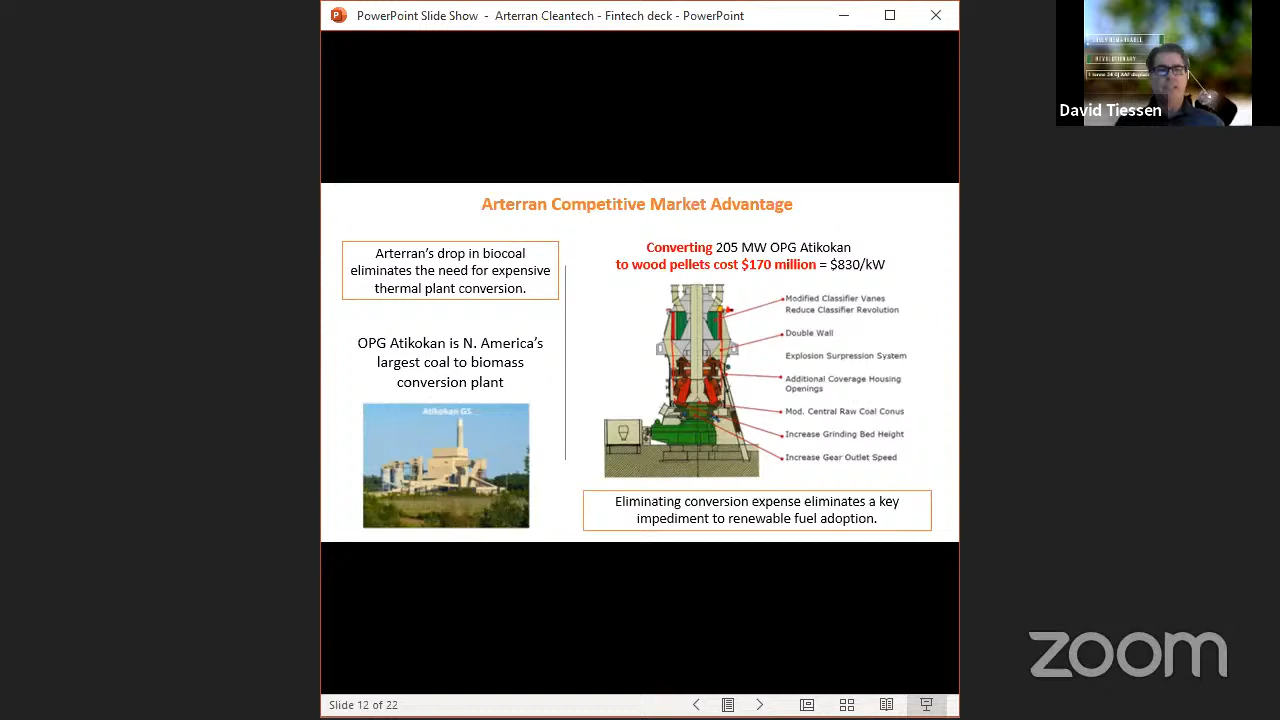 PowerPoint Slide Show - Arterran Cleantech - Fintech deck - PowerPoint
Arterran Competitive Market Advantage
Arterran's drop in biocoal
eliminates the need for expensive
thermal plant conversion.
OPG Atikokan is N. America's
largest coal to biomass
conversion plant
Atikokan GS
Converting 205 MW OPG Atikokan
to wood pellets cost $170 million = $830/kW
Modified Classifier Vanes
Reduce Classifier Revolution
Double Wall
Explosion Surpression System
Additional Coverage Housing
Openings
Mod. Central Raw Coal Conus
Increase Grinding Bed Height
Increase Gear Outlet Speed
Eliminating conversion expense eliminates a key
impediment to renewable fuel adoption.
Slide 12 of 22
REMARKABLE
REVOLUTIONARY
David Tiessen
zoom